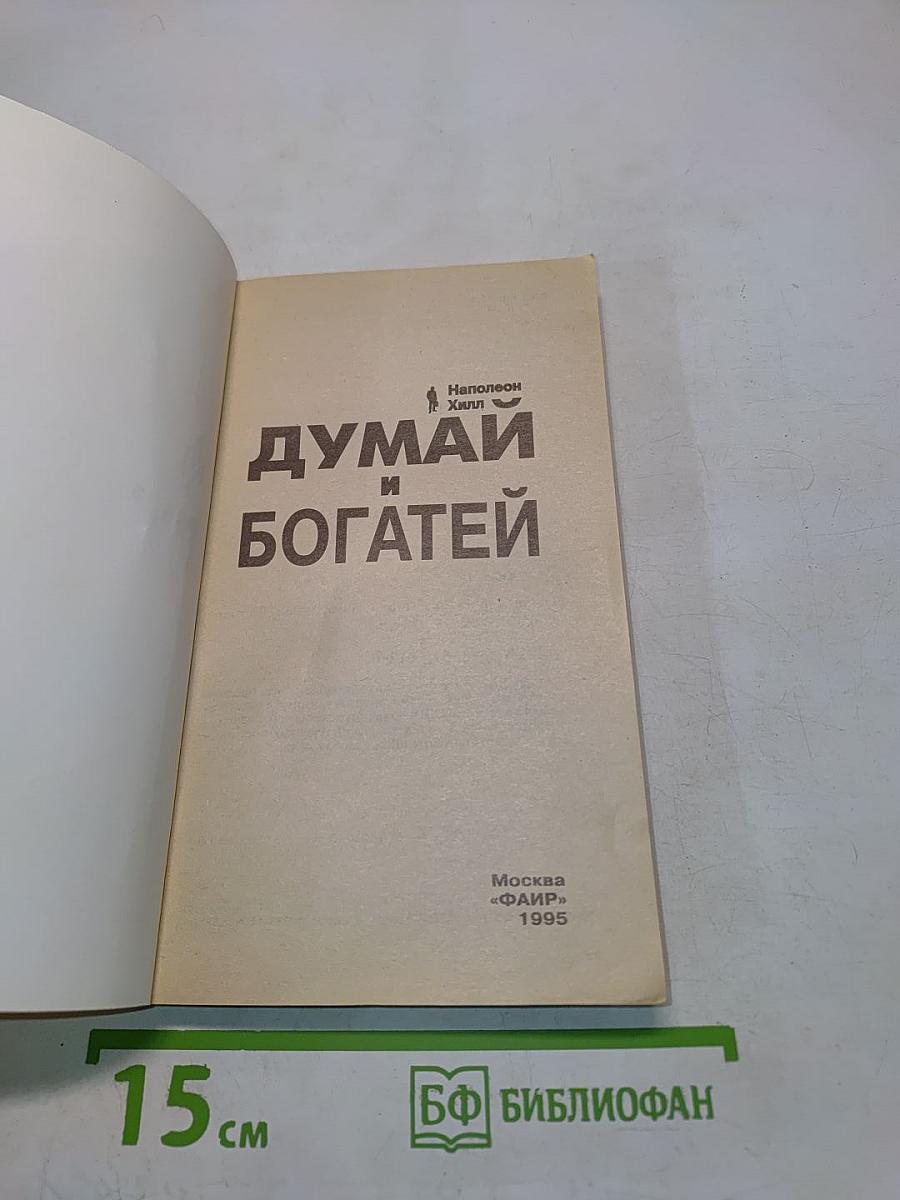 Наполеон
Хилл
ДУМАЙ
и
БОГАТЕЙ
Москва
«ФАИР»
1995
15 см
БФ БИБЛИОФАН